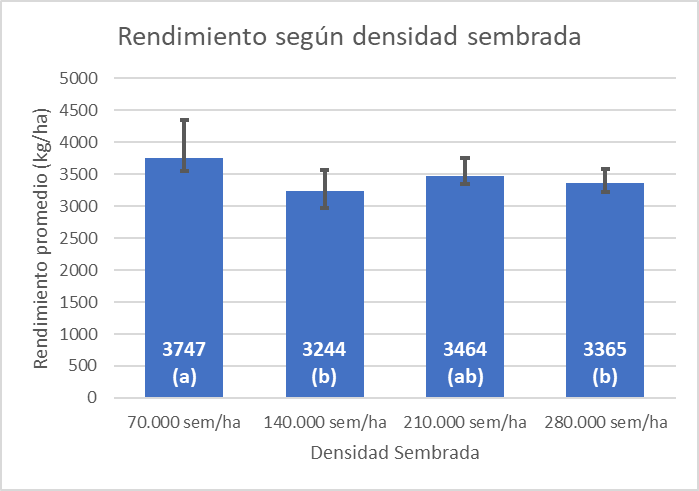 Rendimiento según densidad sembrada
Rendimiento promedio (kg/ha)
5000
4500
4000
3500
3000
2500
2000
1500
1000
500
0
3747
(a)
3244
(b)
3464
(ab)
3365
(b)
70.000 sem/ha
140.000 sem/ha
210.000 sem/ha
280.000 sem/ha
Densidad Sembrada